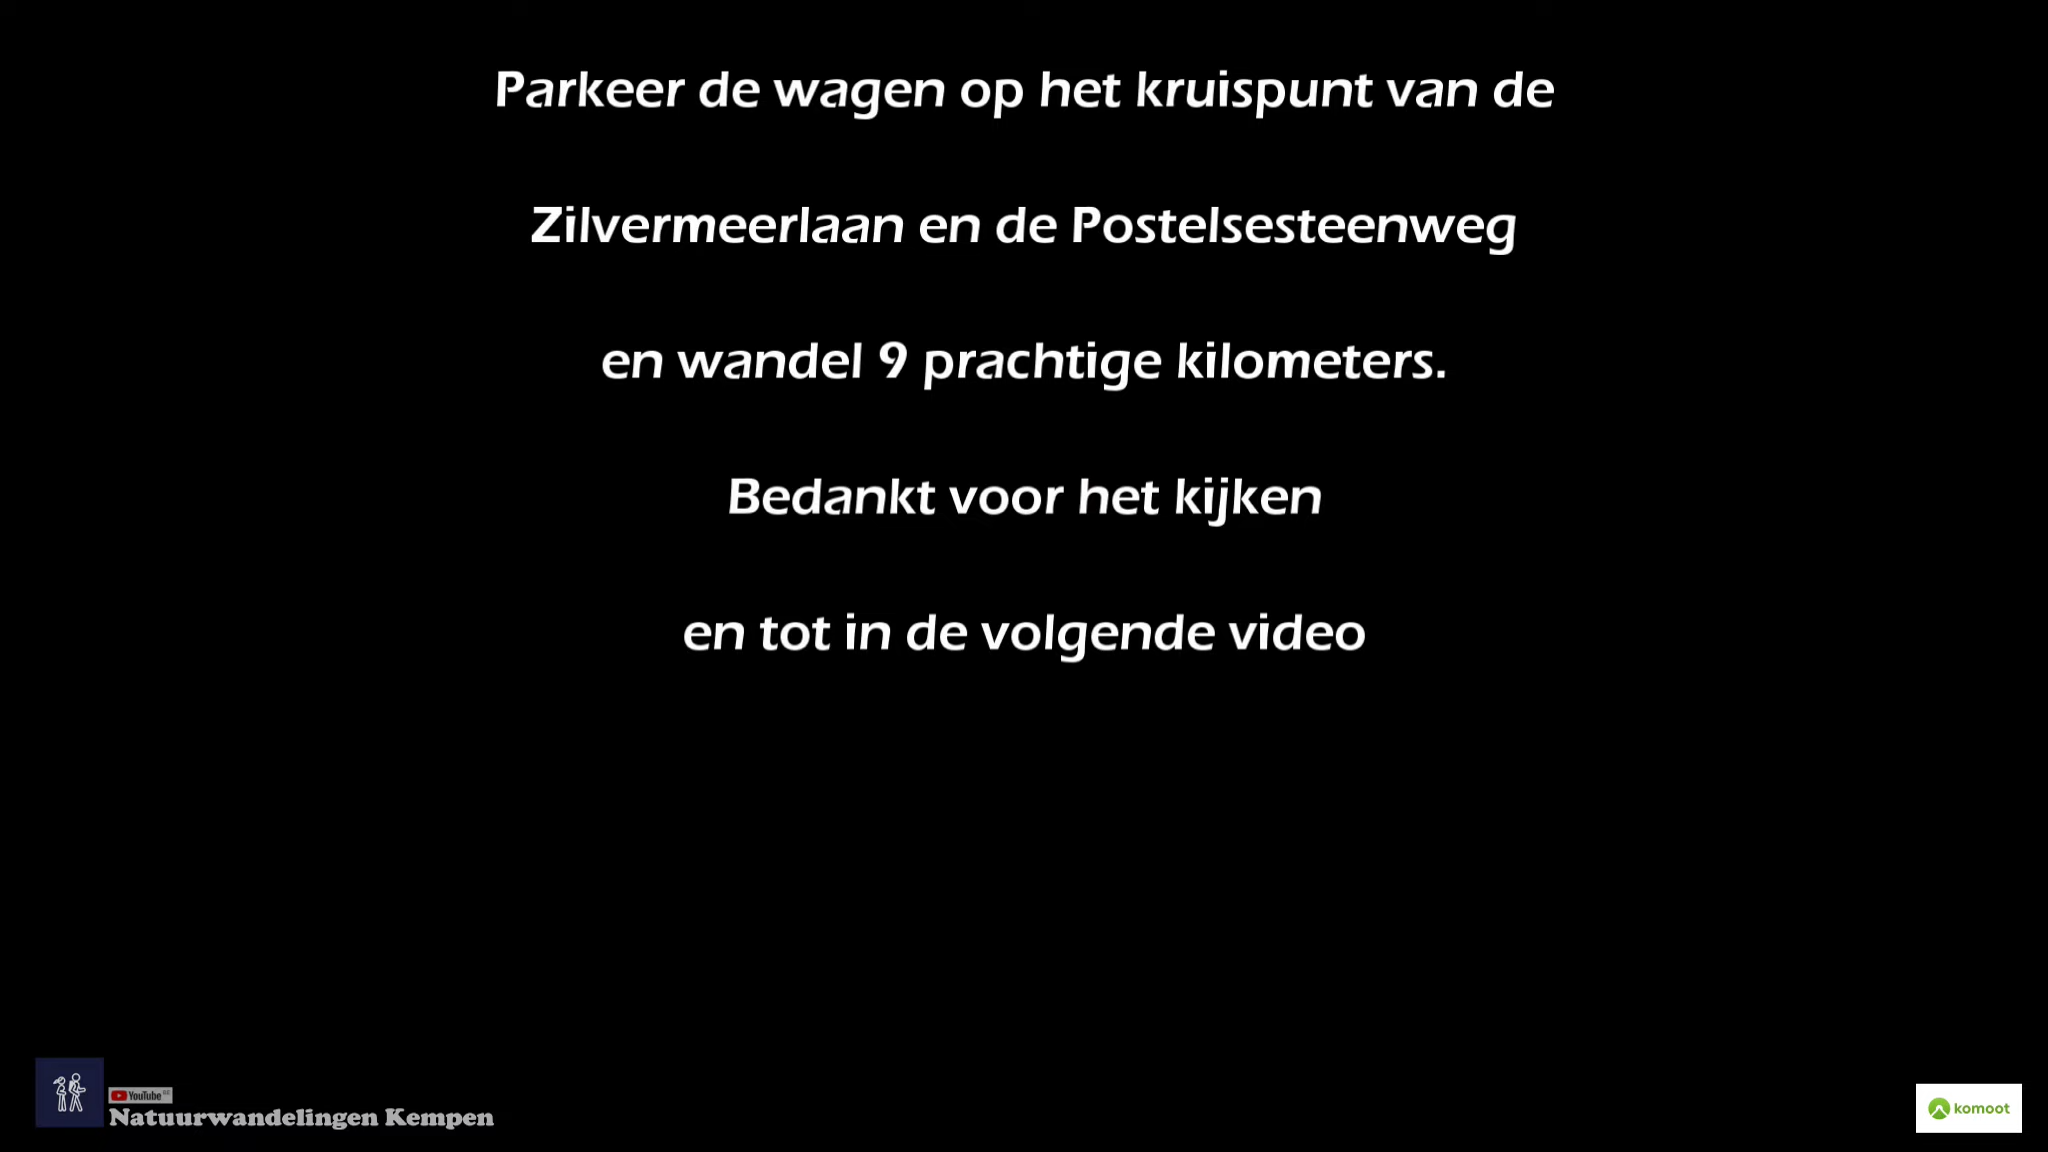 Parkeer de wagen op het kruispunt van de
Zilvermeerlaan en de Postelsesteenweg
en wandel 9 prachtige kilometers.
Bedankt voor het kijken
en tot in de volgende video
YouTube BE
Natuurwandelingen Kempen
komoot